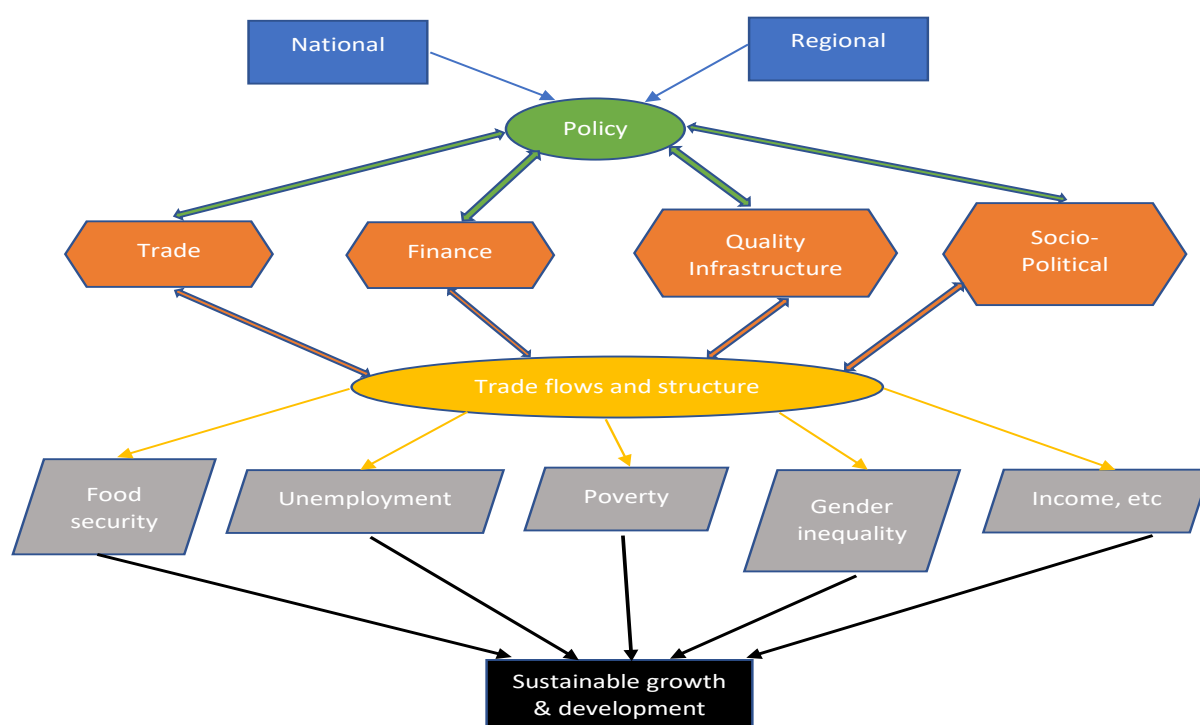 National
Regional
Policy
Trade
Finance
Quality
Infrastructure
Socio-
Political
Trade flows and structure
Food
security
Unemployment
Poverty
Gender
inequality
Income, etc
Sustainable growth
& development